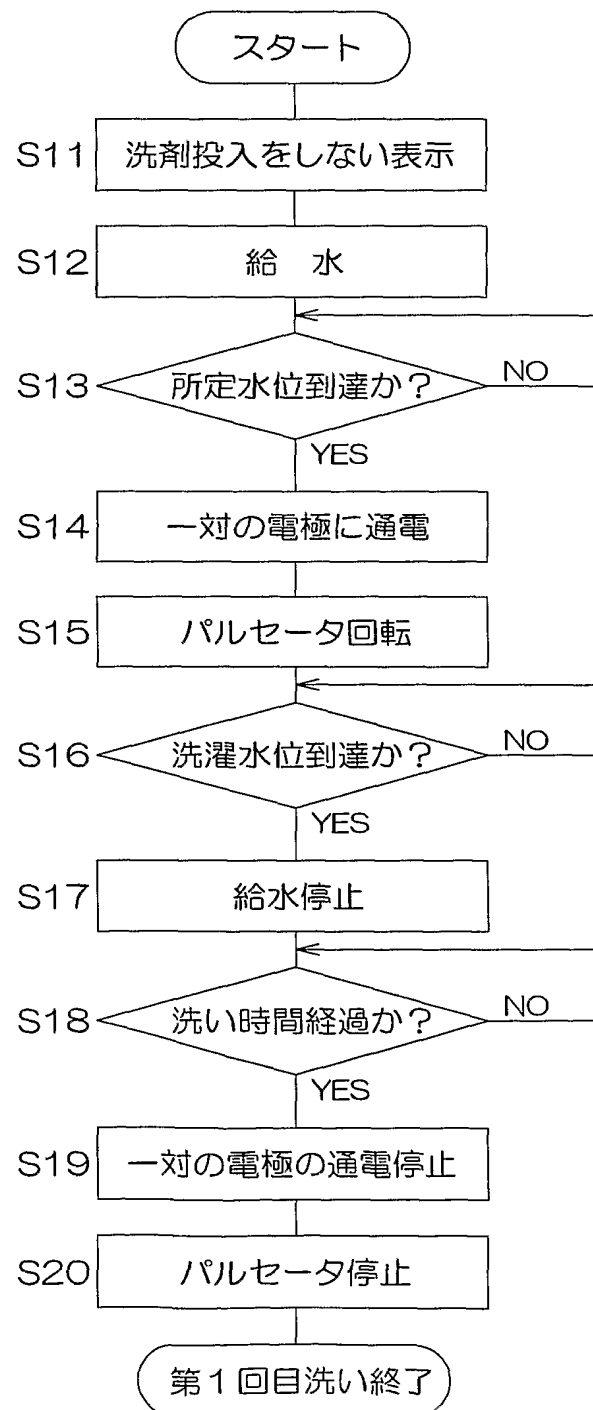 スタート
S11 洗剤投入をしない表示
S12 給　水
S13 所定水位到達か？ NO
YES
S14 一対の電極に通電
S15 パルセータ回転
S16 洗濯水位到達か？ NO
YES
S17 給水停止
S18 洗い時間経過か？ NO
YES
S19 一対の電極の通電停止
S20 パルセータ停止
第１回目洗い終了